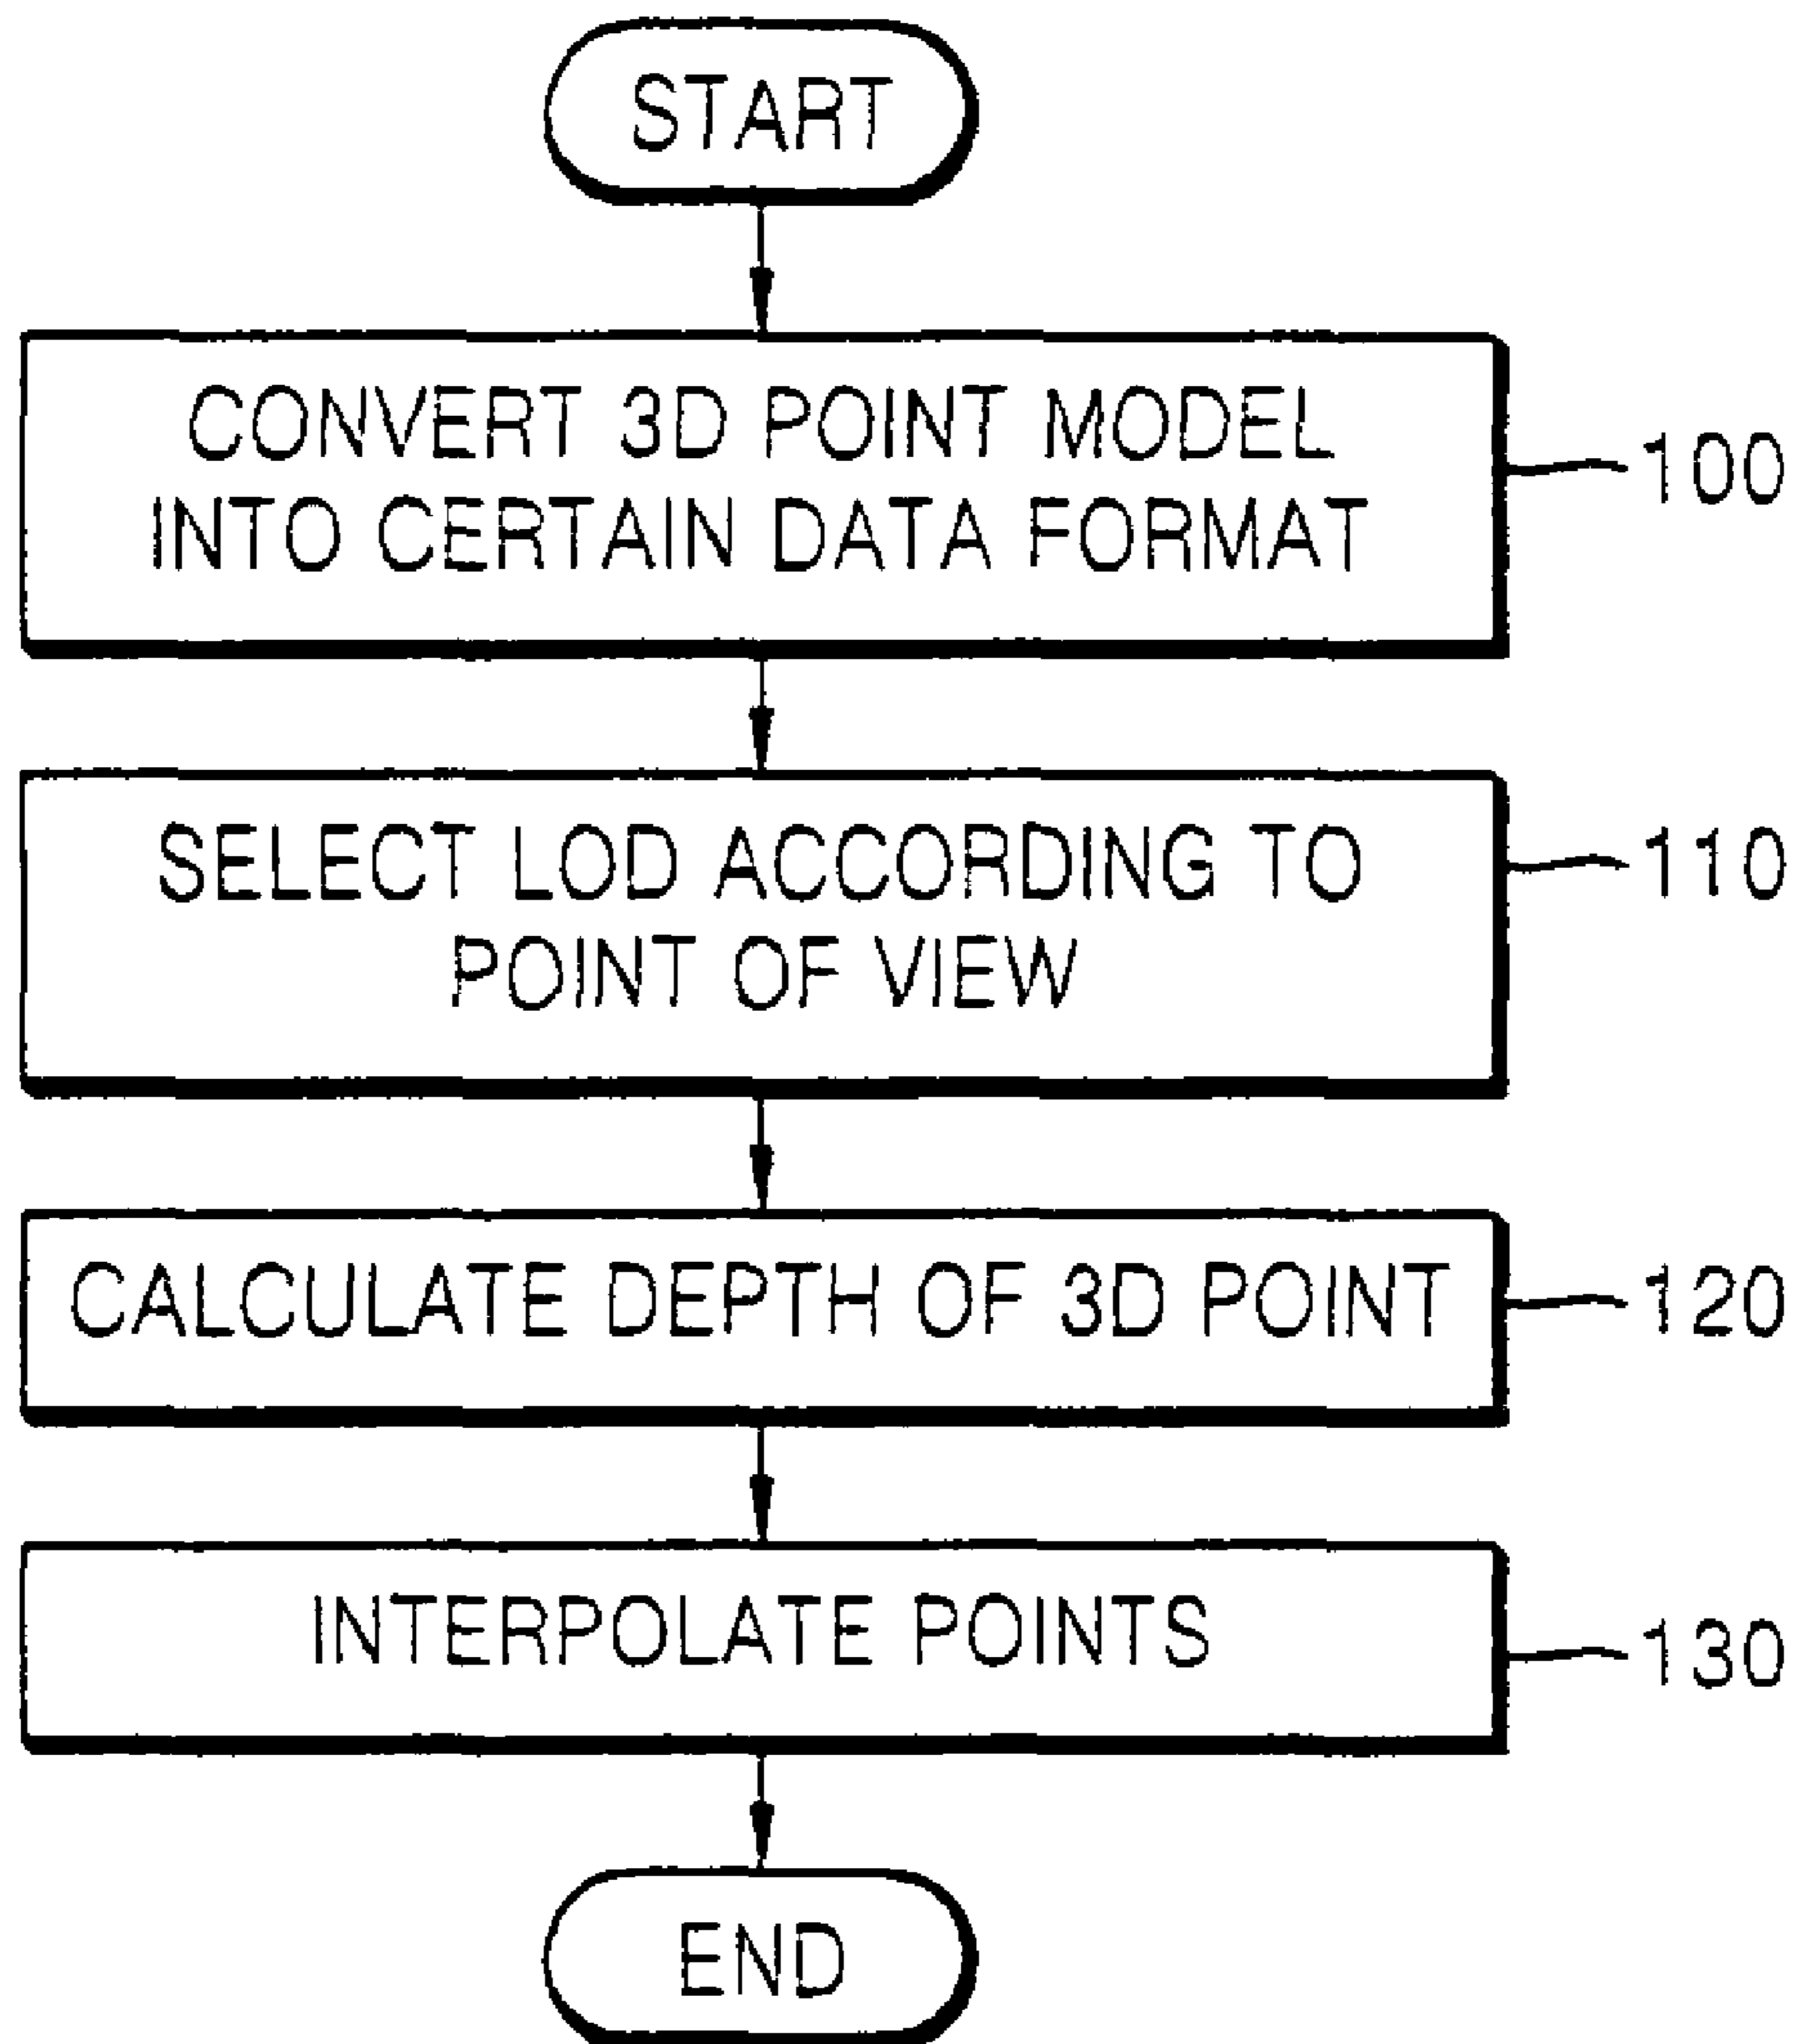 START
CONVERT 3D POINT MODEL
INTO CERTAIN DATA FORMAT
100
SELECT LOD ACCORDING TO
POINT OF VIEW
110
CALCULATE DEPTH OF 3D POINT
120
INTERPOLATE POINTS
130
END